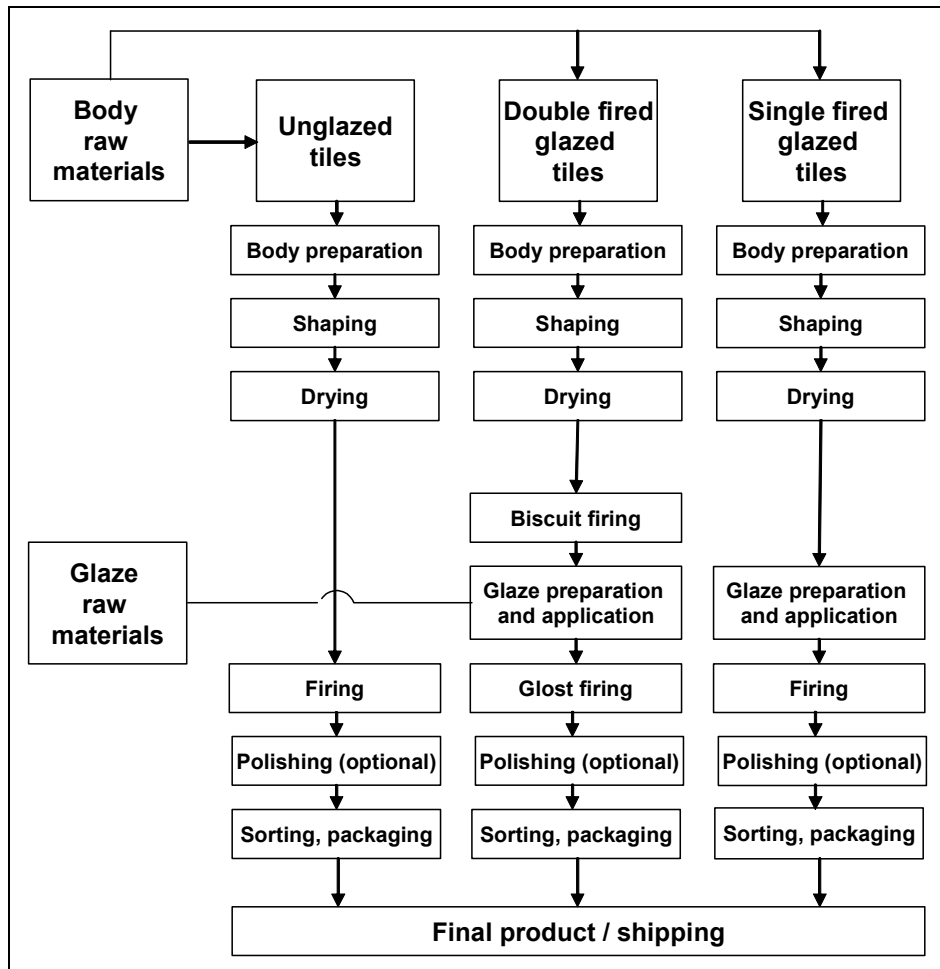 Body
raw
materials
Unglazed
tiles
Double fired
glazed
tiles
Single fired
glazed
tiles
Body preparation
Body preparation
Body preparation
Shaping
Shaping
Shaping
Drying
Drying
Drying
Biscuit firing
Glaze
raw
materials
Glaze preparation
and application
Glaze preparation
and application
Firing
Glost firing
Firing
Polishing (optional)
Polishing (optional)
Polishing (optional)
Sorting, packaging
Sorting, packaging
Sorting, packaging
Final product / shipping